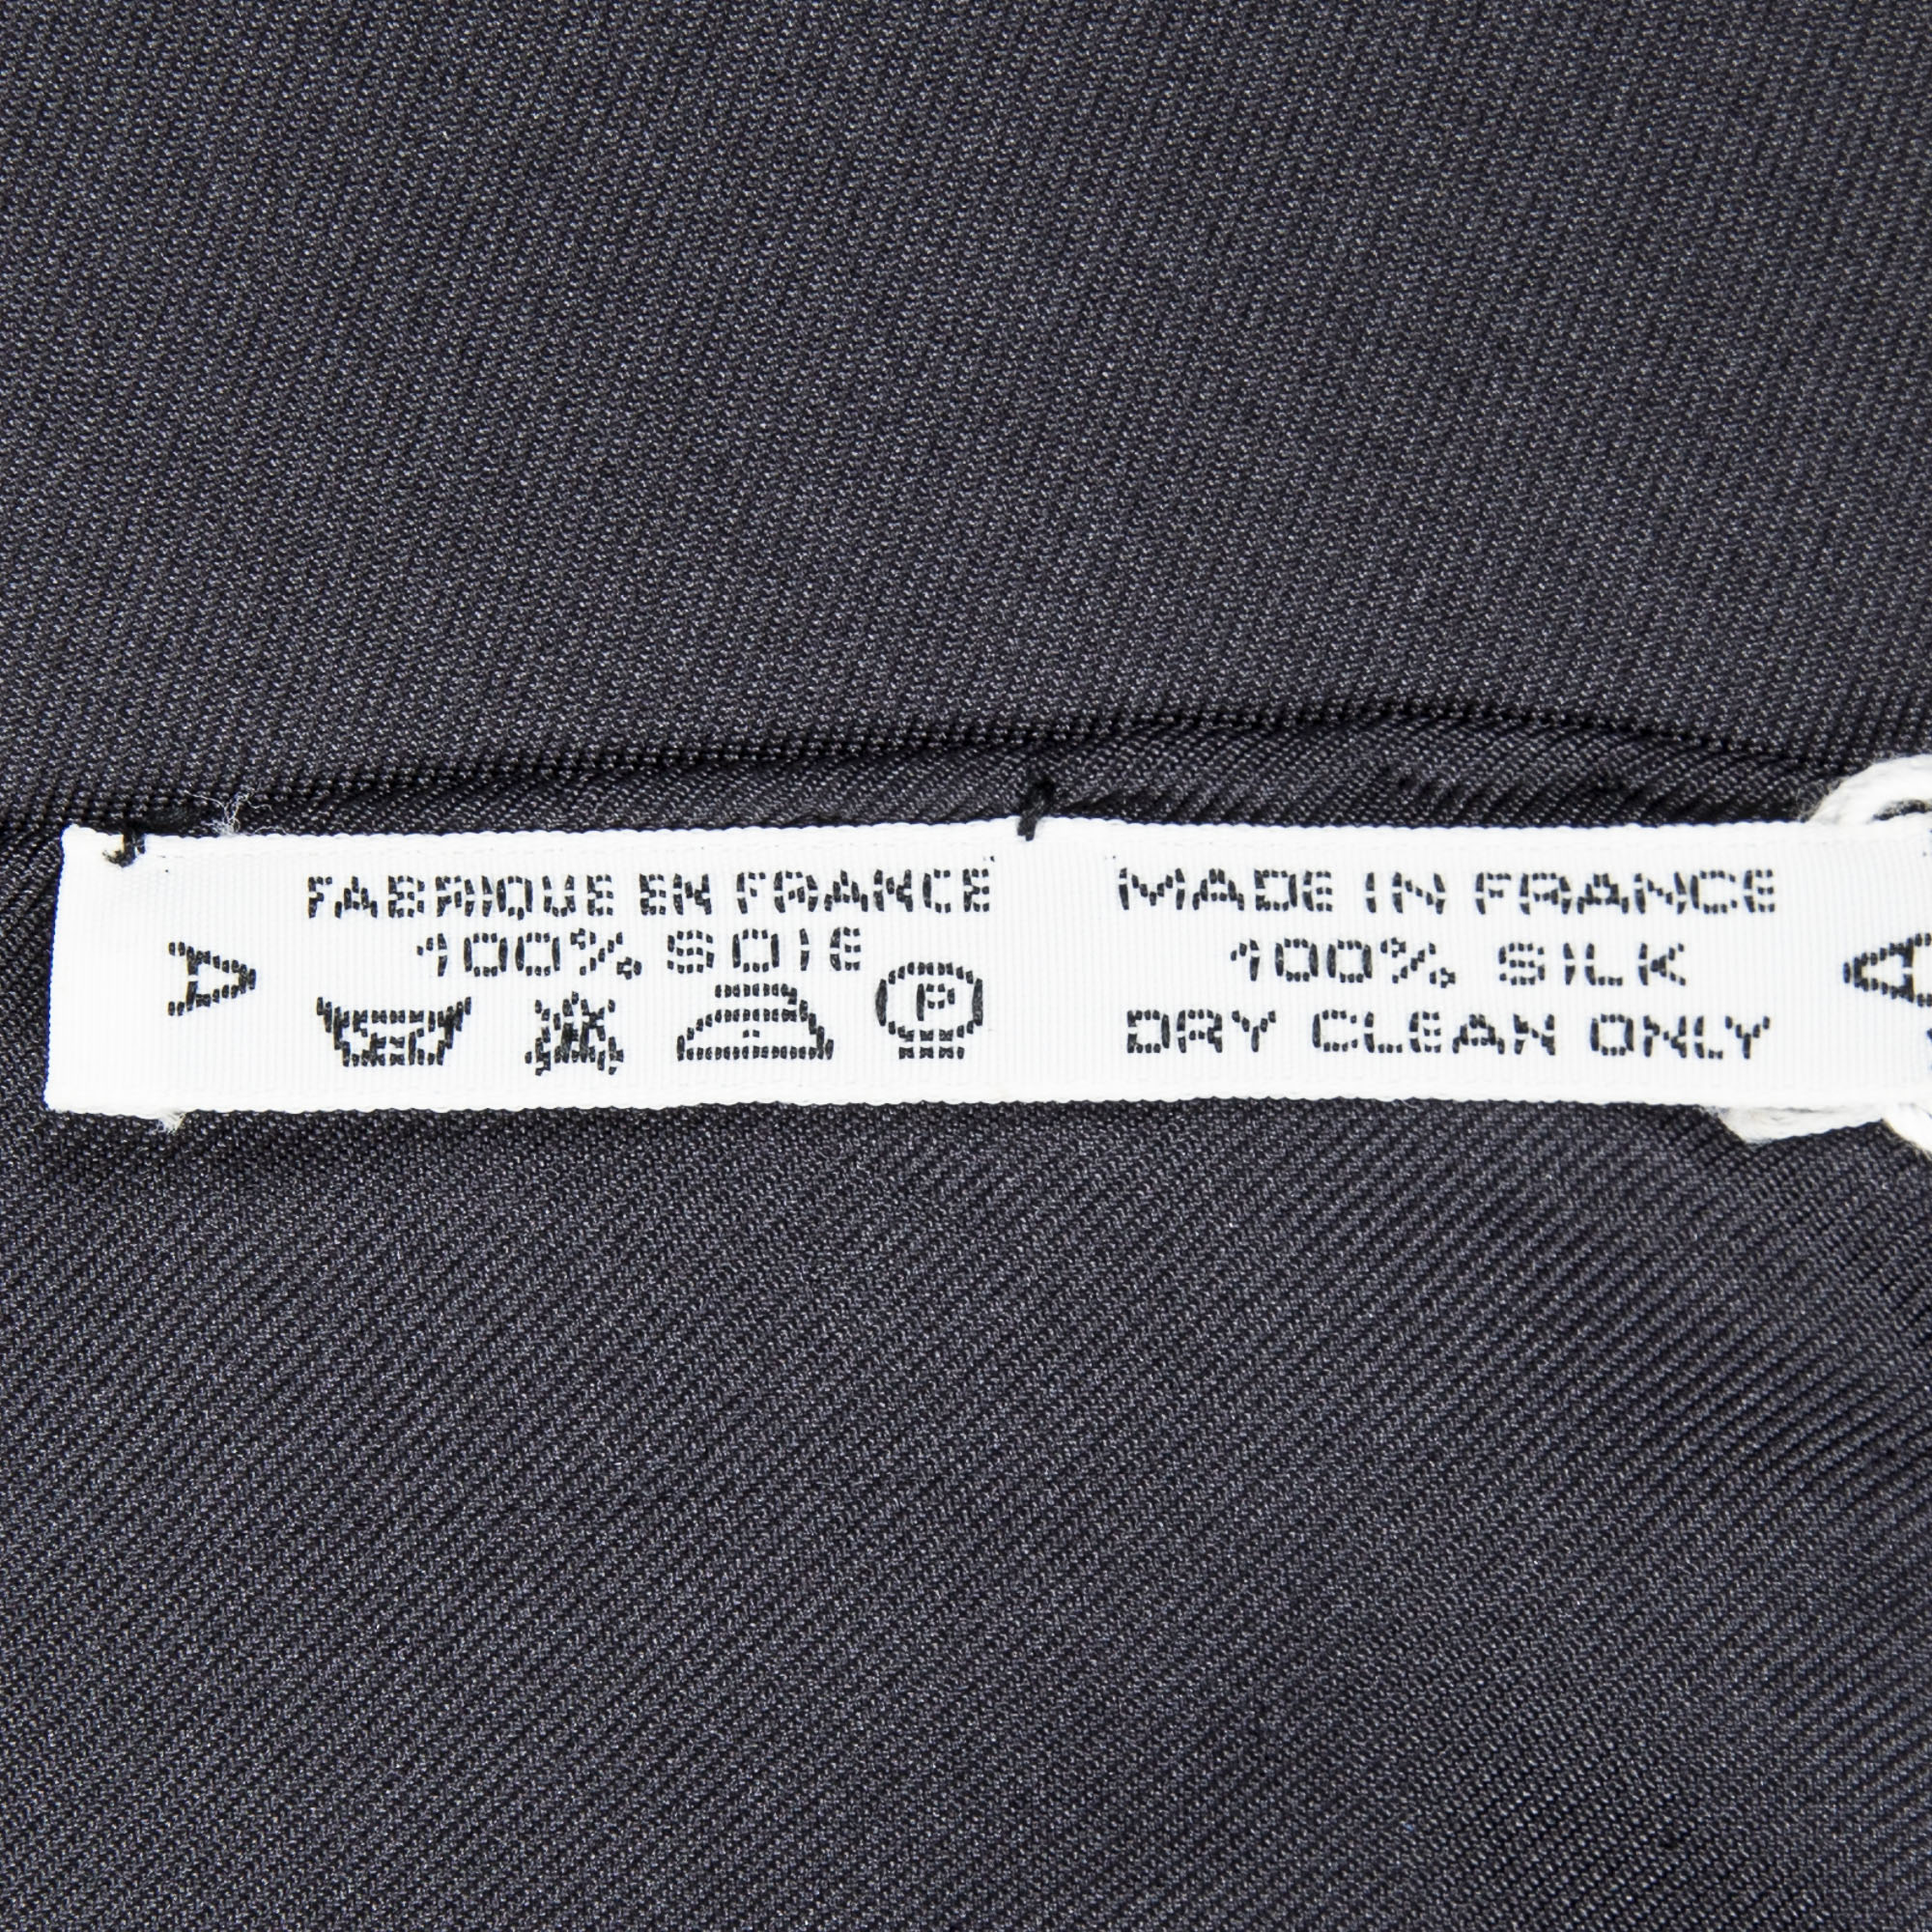 A
FABRIQUE EN FRANCE
100% SOIE
P
MADE IN FRANCE
100% SILK
DRY CLEAN ONLY
A